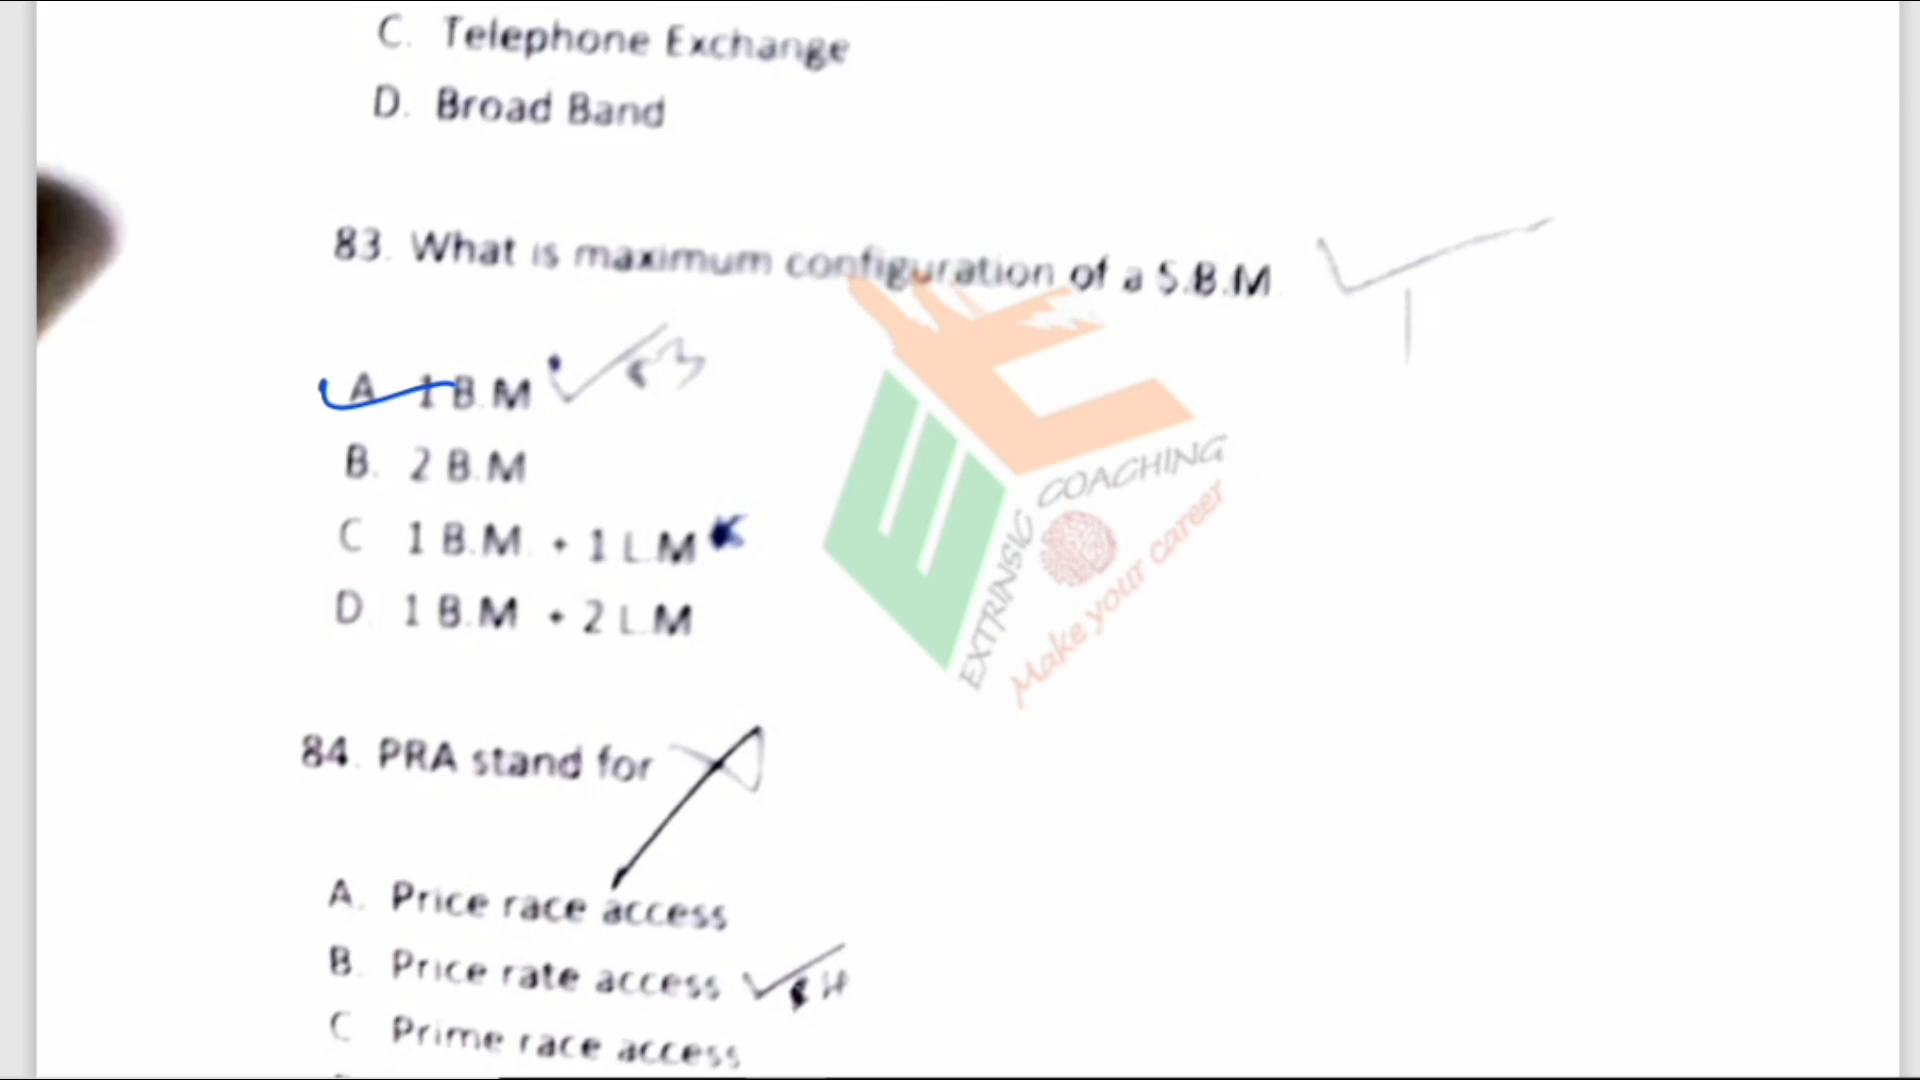 C. Telephone Exchange
D. Broad Band
83. What is maximum configuration of a S.B.M
A 1 B.M
B. 2 B.M
C 1 B.M. + 1 L.M
D. 1 B.M + 2 L.M
EXTRINSIC COACHING
Make your career
84. PRA stand for
A. Price race access
B. Price rate access
C Prime race access